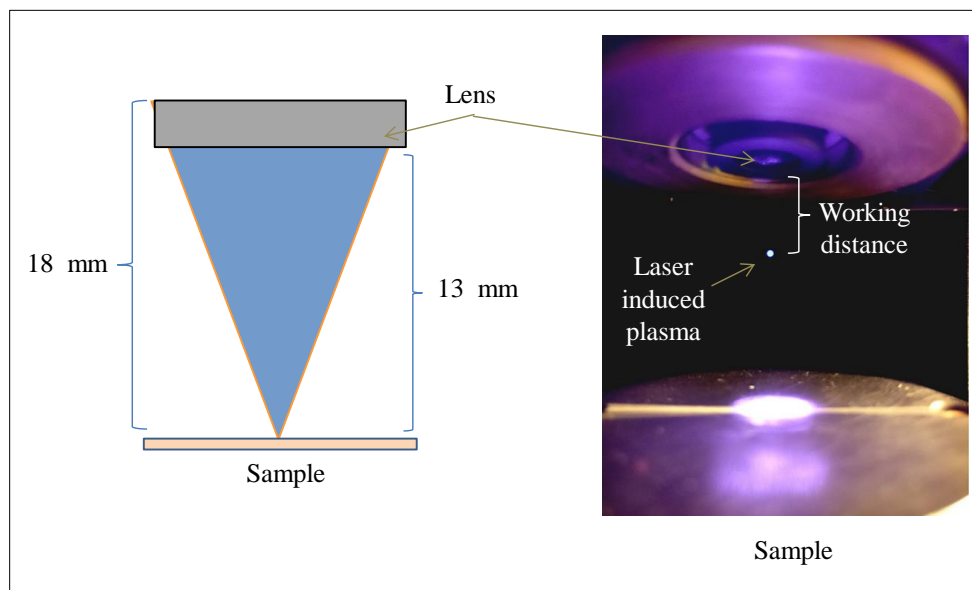 Lens
18 mm
13 mm
Sample
Working
distance
Laser
induced
plasma
Sample